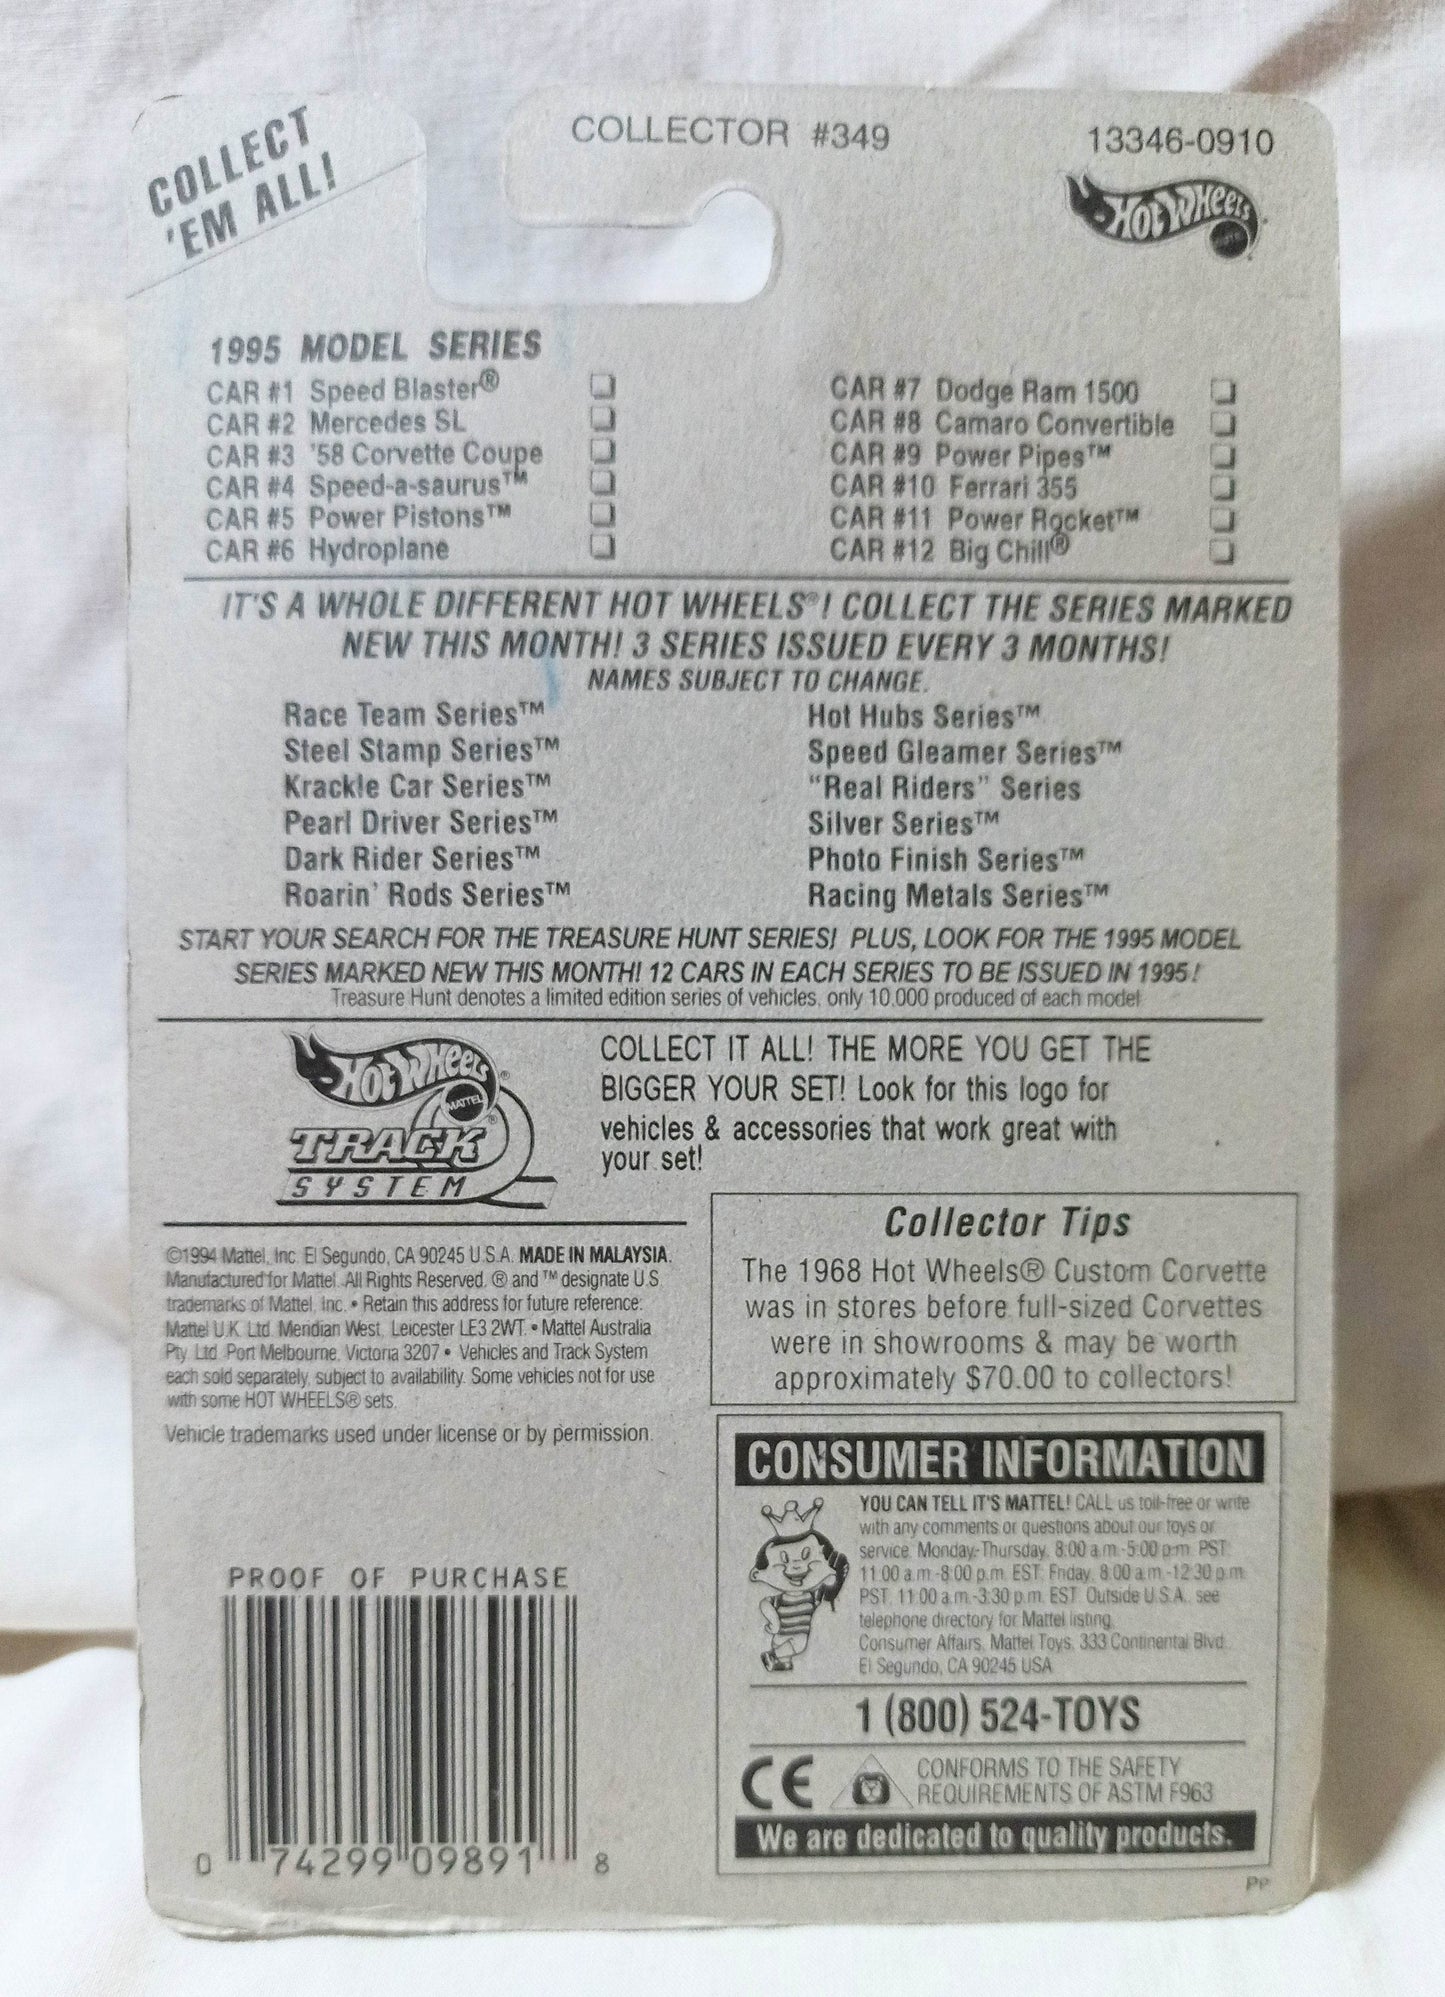 COLLECT
'EM ALL!
COLLECTOR #349
13346-0910
HOT WHEELS
1995 MODEL SERIES
CAR #1 Speed Blaster®
CAR #2 Mercedes SL
CAR #3 '58 Corvette Coupe
CAR #4 Speed-a-saurus™
CAR #5 Power Pistons™
CAR #6 Hydroplane
CAR #7 Dodge Ram 1500
CAR #8 Camaro Convertible
CAR #9 Power Pipes™
CAR #10 Ferrari 355
CAR #11 Power Rocket™
CAR #12 Big Chill®
IT'S A WHOLE DIFFERENT HOT WHEELS®! COLLECT THE SERIES MARKED
NEW THIS MONTH! 3 SERIES ISSUED EVERY 3 MONTHS!
NAMES SUBJECT TO CHANGE.
Race Team Series™
Steel Stamp Series™
Krackle Car Series™
Pearl Driver Series™
Dark Rider Series™
Roarin' Rods Series™
Hot Hubs Series™
Speed Gleamer Series™
"Real Riders" Series
Silver Series™
Photo Finish Series™
Racing Metals Series™
START YOUR SEARCH FOR THE TREASURE HUNT SERIES! PLUS, LOOK FOR THE 1995 MODEL
SERIES MARKED NEW THIS MONTH! 12 CARS IN EACH SERIES TO BE ISSUED IN 1995!
Treasure Hunt denotes a limited edition series of vehicles, only 10,000 produced of each model
HOT WHEELS®
MATTEL
TRACK®
SYSTEM
COLLECT IT ALL! THE MORE YOU GET THE
BIGGER YOUR SET! Look for this logo for
vehicles & accessories that work great with
your set!
©1994 Mattel, Inc. El Segundo, CA 90245 U.S.A. MADE IN MALAYSIA.
Manufactured for Mattel. All Rights Reserved. ® and ™ designate U.S.
trademarks of Mattel, Inc. • Retain this address for future reference:
Mattel U.K. Ltd. Meridian West, Leicester LE3 2WT. • Mattel Australia
Pty. Ltd. Port Melbourne, Victoria 3207 • Vehicles and Track System
each sold separately, subject to availability. Some vehicles not for use
with some HOT WHEELS® sets.
Vehicle trademarks used under license or by permission.
Collector Tips
The 1968 Hot Wheels® Custom Corvette
was in stores before full-sized Corvettes
were in showrooms & may be worth
approximately $70.00 to collectors!
CONSUMER INFORMATION
YOU CAN TELL IT'S MATTEL! CALL us toll-free or write
with any comments or questions about our toys or
service. Monday-Thursday, 8:00 a.m.-5:00 p.m. PST;
11:00 a.m.-8:00 p.m. EST; Friday, 8:00 a.m.-12:30 p.m.
PST, 11:00 a.m.-3:30 p.m. EST. Outside U.S.A., see
telephone directory for Mattel listing.
Consumer Affairs, Mattel Toys, 333 Continental Blvd.,
El Segundo, CA 90245 USA
1 (800) 524-TOYS
CE
CONFORMS TO THE SAFETY
REQUIREMENTS OF ASTM F963
We are dedicated to quality products.
PROOF OF PURCHASE
0 74299 09891 8
PP